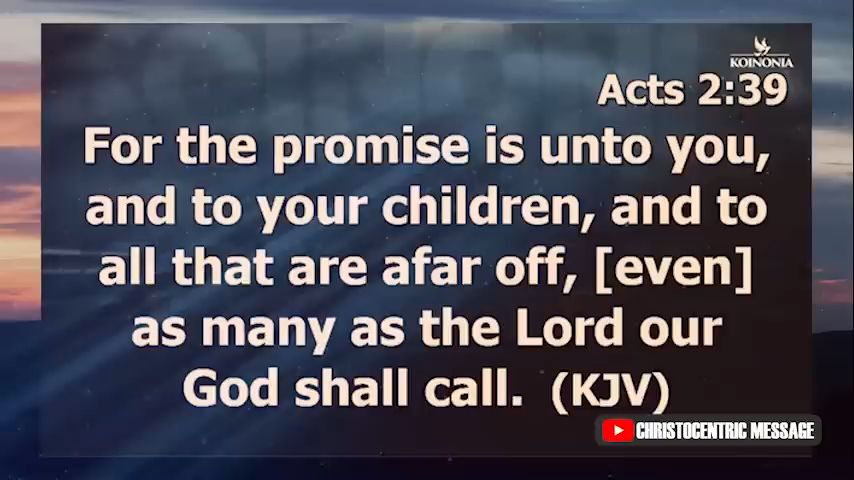 KOINONIA
Acts 2:39
For the promise is unto you,
and to your children, and to
all that are afar off, [even]
as many as the Lord our
God shall call. (KJV)
CHRISTOCENTRIC MESSAGE